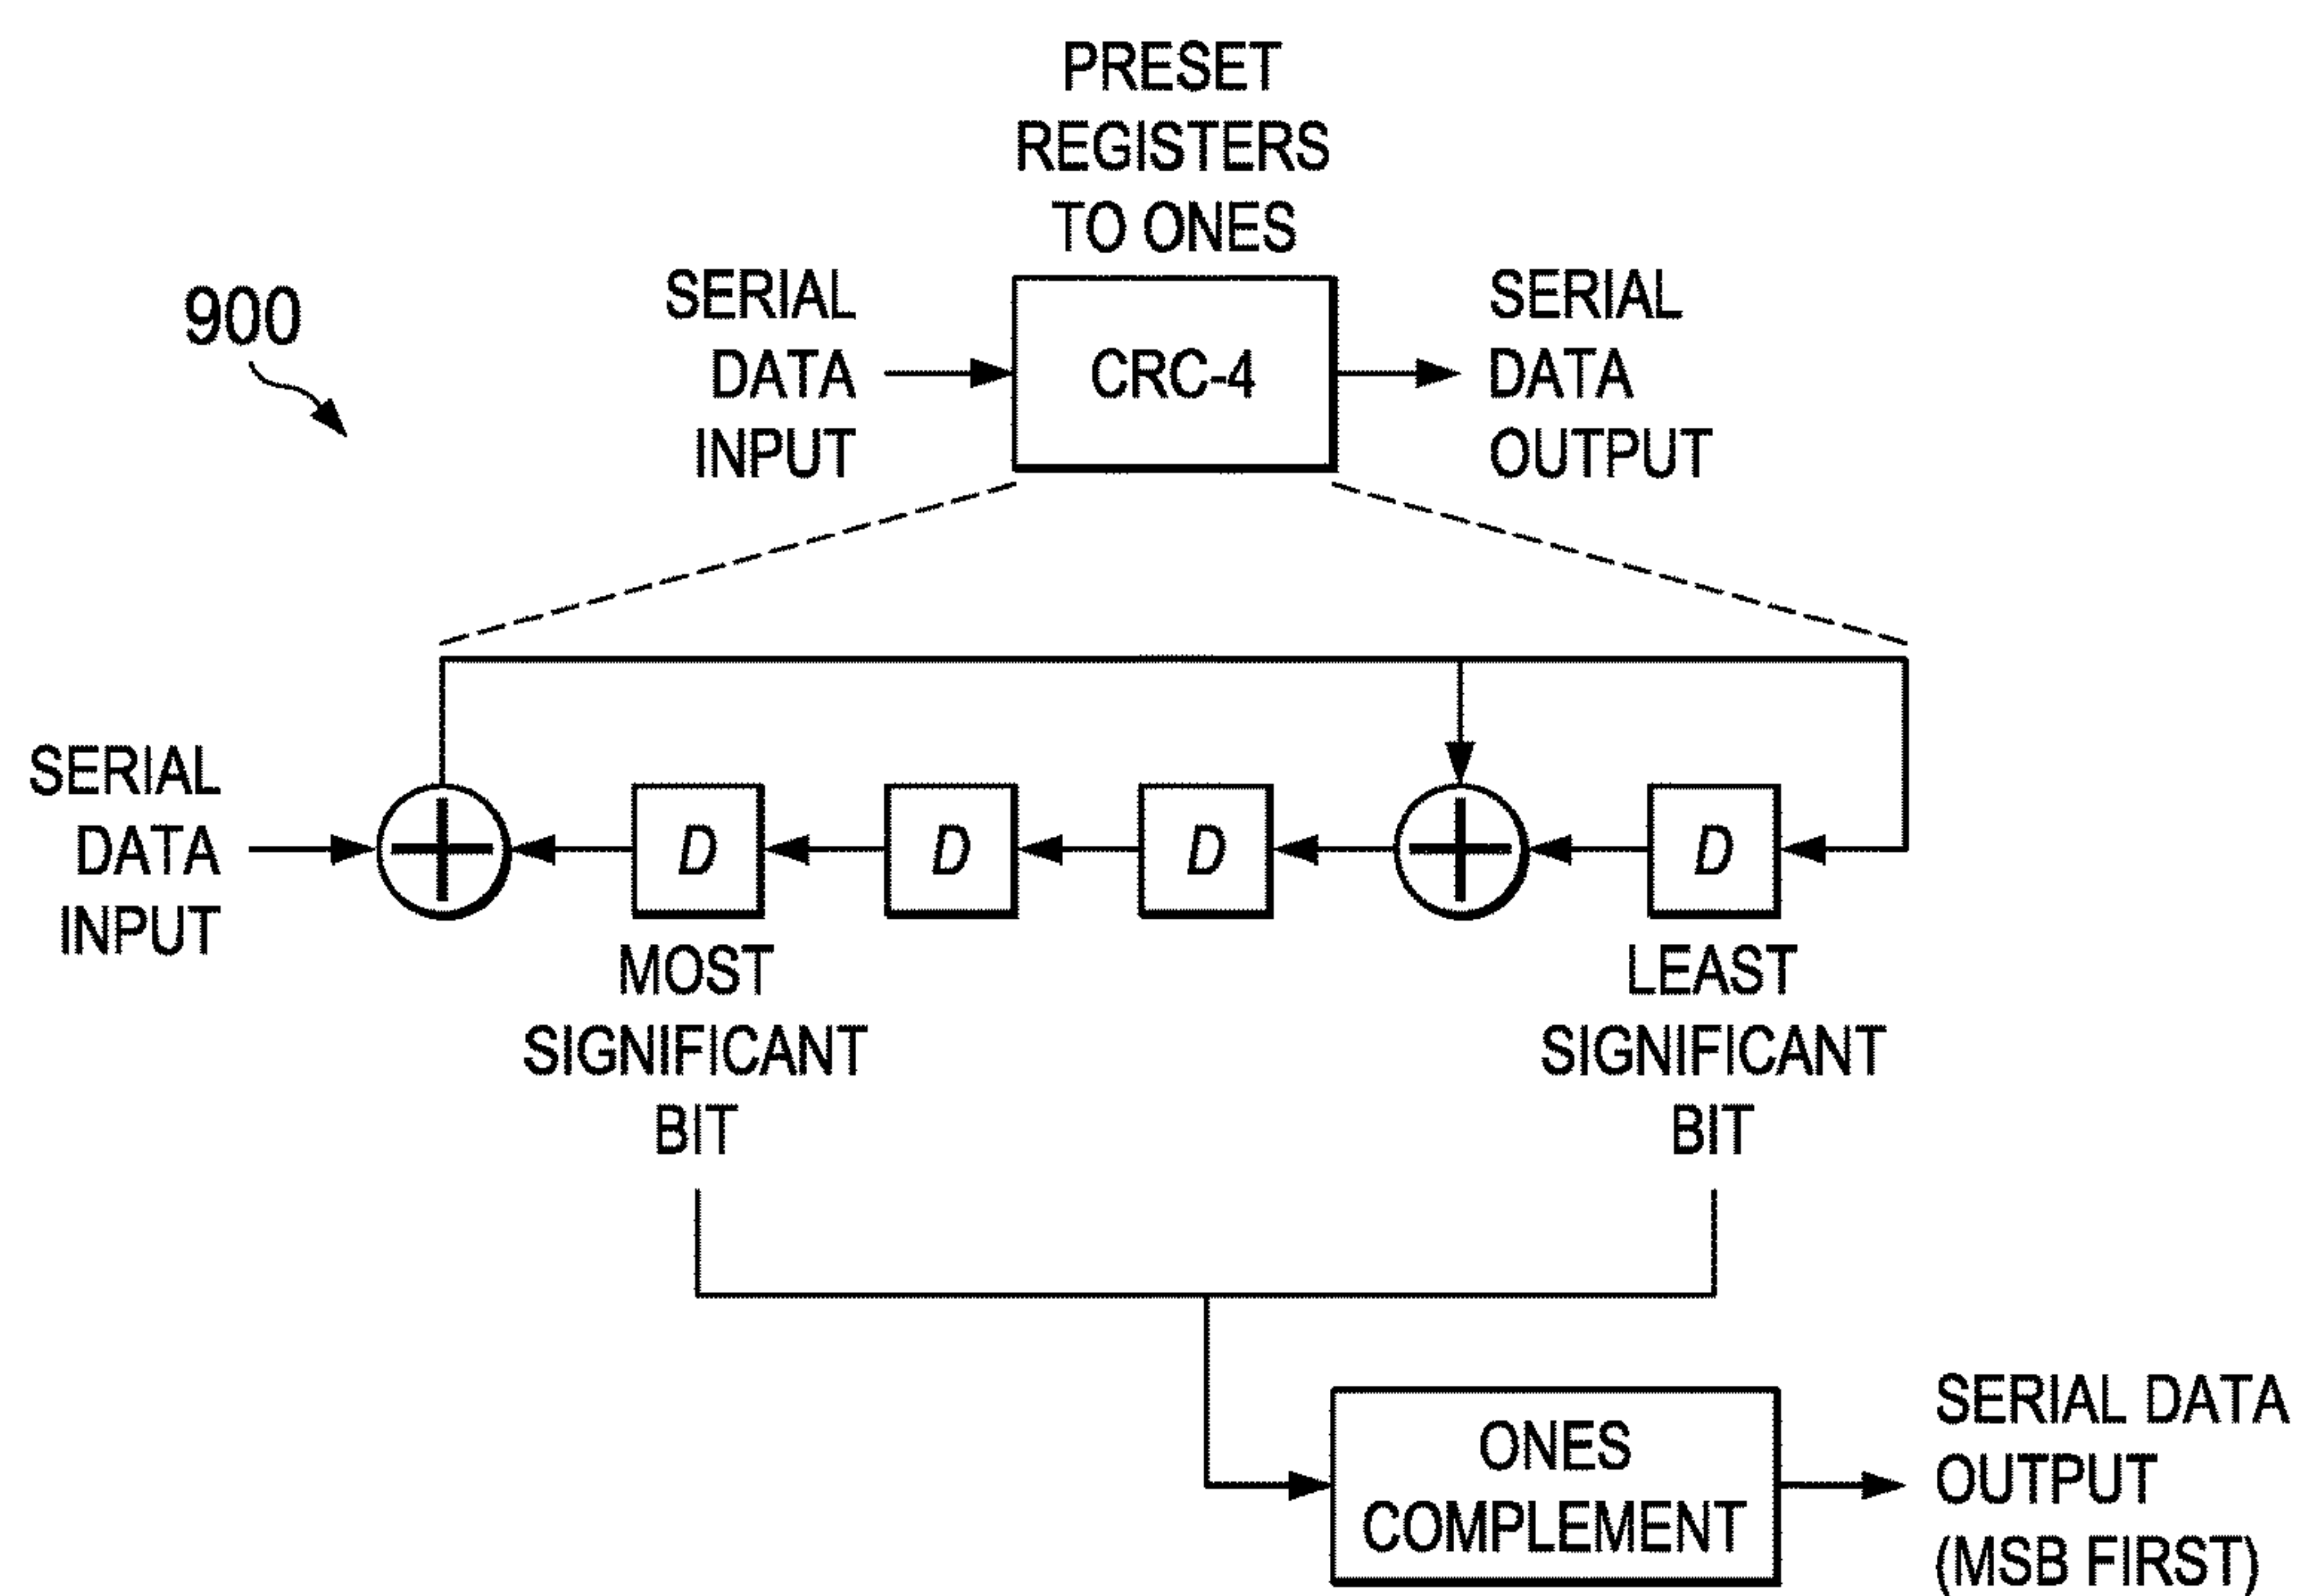 PRESET
REGISTERS
TO ONES
900
SERIAL
DATA
INPUT
CRC-4
SERIAL
DATA
OUTPUT
SERIAL
DATA
INPUT
D
D
D
D
MOST
SIGNIFICANT
BIT
LEAST
SIGNIFICANT
BIT
ONES
COMPLEMENT
SERIAL DATA
OUTPUT
(MSB FIRST)